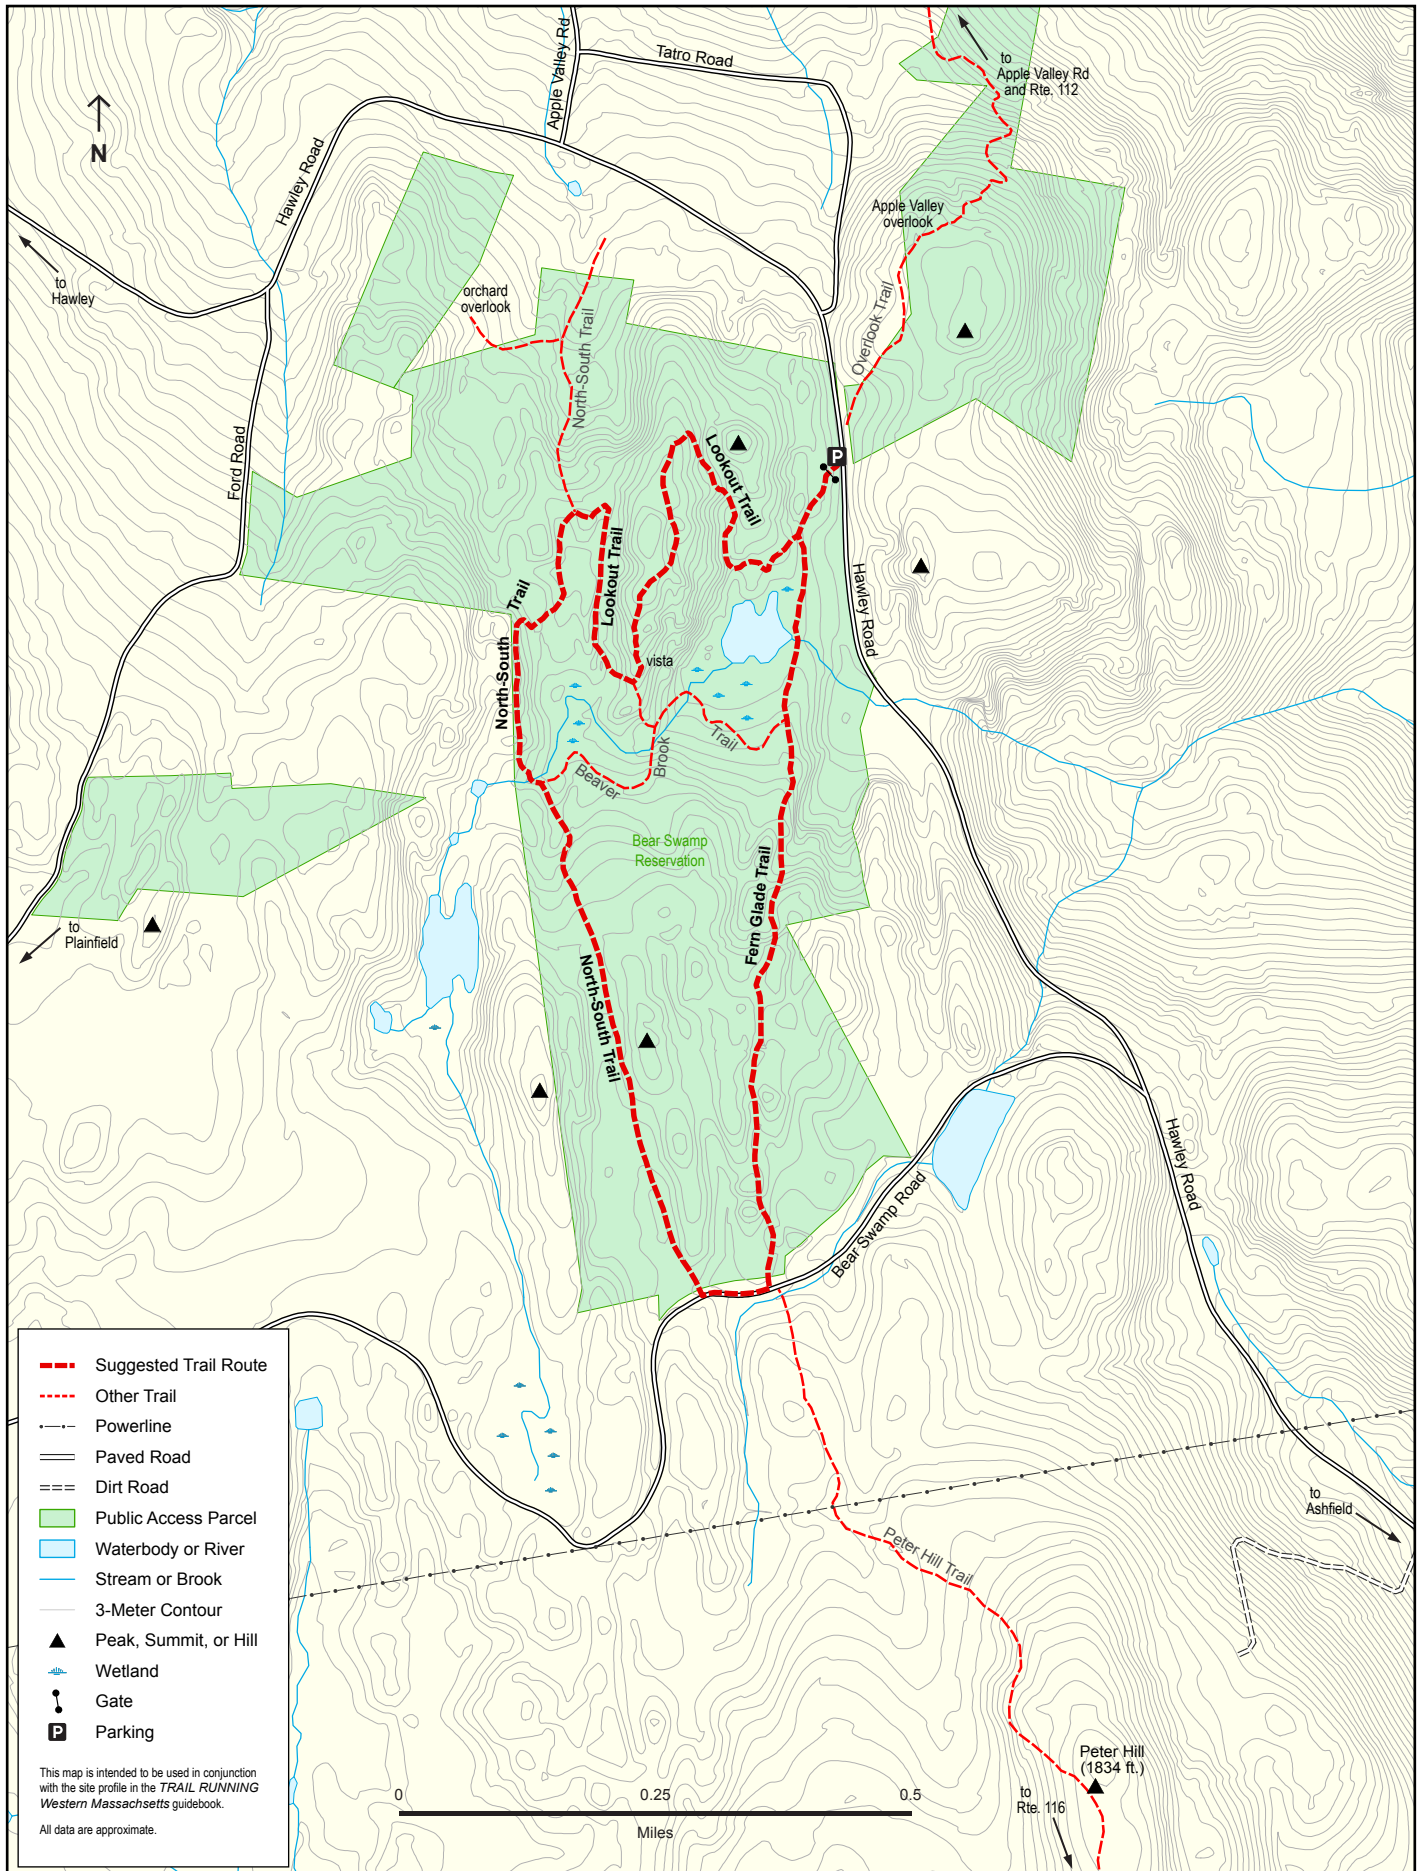 Apple Valley Rd
Tatro Road
to
Apple Valley Rd
and Rte. 112
N
Hawley Road
Apple Valley
overlook
to
Hawley
orchard
overlook
North-South Trail
Overlook Trail
Ford Road
Lookout Trail
P
Lookout Trail
Trail
North-South
Hawley Road
vista
Trail
Brook
Beaver
Bear Swamp
Reservation
Fern Glade Trail
to
Plainfield
North-South Trail
Hawley Road
Bear Swamp Road
Suggested Trail Route
Other Trail
Powerline
Paved Road
Dirt Road
Public Access Parcel
Waterbody or River
Stream or Brook
3-Meter Contour
Peak, Summit, or Hill
Wetland
Gate
P Parking
This map is intended to be used in conjunction
with the site profile in the TRAIL RUNNING
Western Massachsetts guidebook.
All data are approximate.
to
Ashfield
Peter Hill Trail
Peter Hill
(1834 ft.)
to
Rte. 116
0 0.25 0.5
Miles